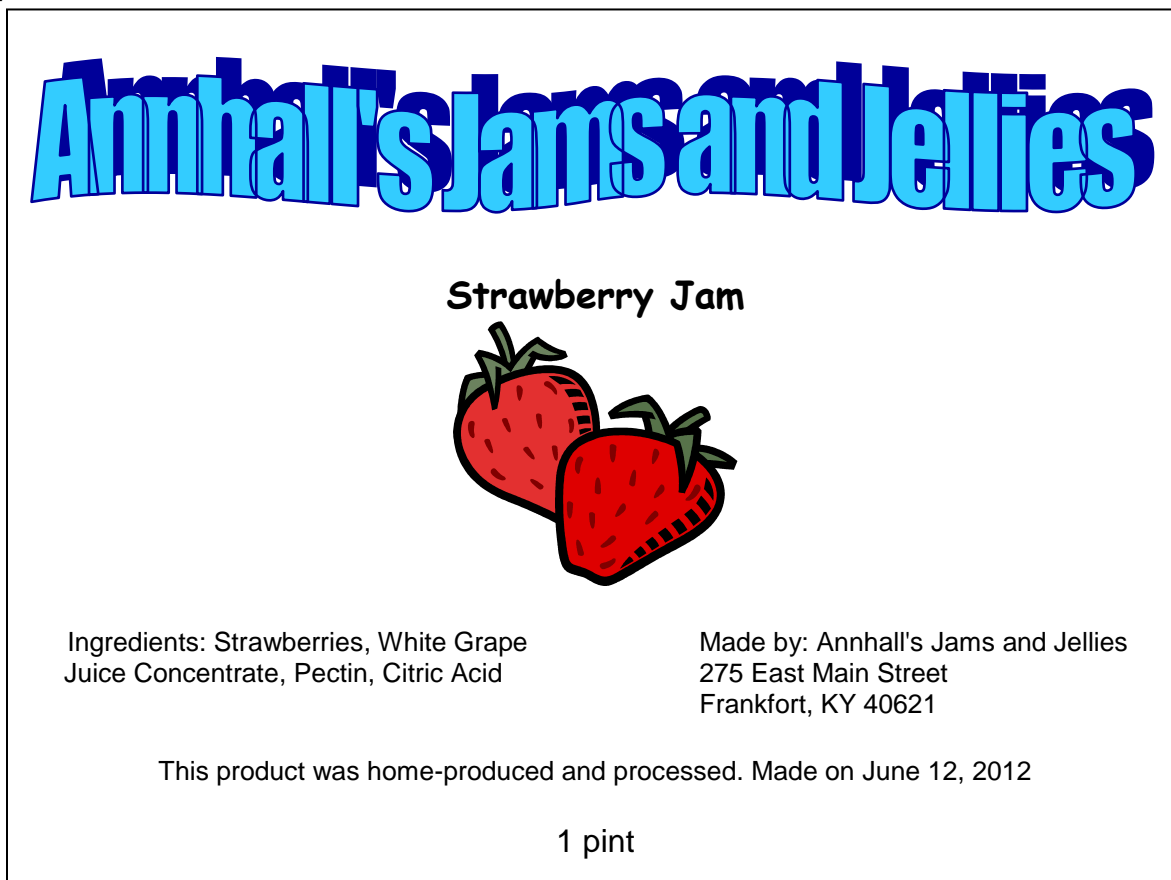 Annhall's Jams and Jellies
Strawberry Jam
Ingredients: Strawberries, White Grape
Juice Concentrate, Pectin, Citric Acid
Made by: Annhall's Jams and Jellies
275 East Main Street
Frankfort, KY 40621
This product was home-produced and processed. Made on June 12, 2012
1 pint